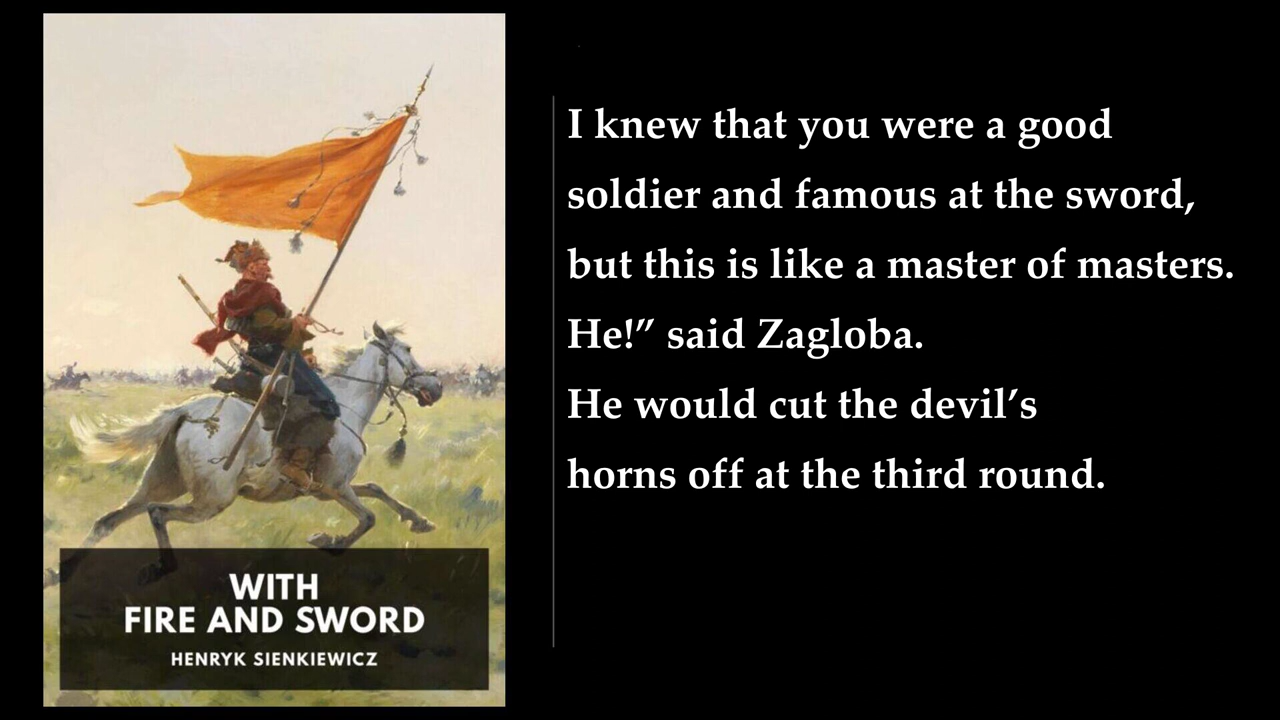 I knew that you were a good
soldier and famous at the sword,
but this is like a master of masters.
He!” said Zagloba.
He would cut the devil’s
horns off at the third round.
WITH
FIRE AND SWORD
HENRYK SIENKIEWICZ